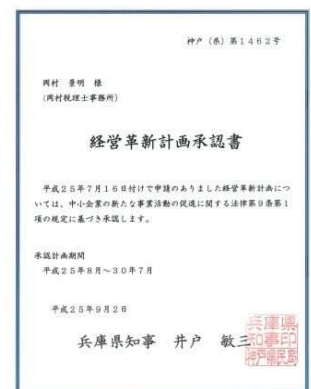 神戸（県）第１４６２号
岡村 景明 様
(岡村税理士事務所)
経営革新計画承認書
平成２５年７月１６日付けで申請のありました経営革新計画につ
いては、中小企業の新たな事業活動の促進に関する法律第９条第１
項の規定に基づき承認します。
承認計画期間
平成２５年８月～３０年７月
平成２５年９月２日
兵庫県知事 井戸 敏三